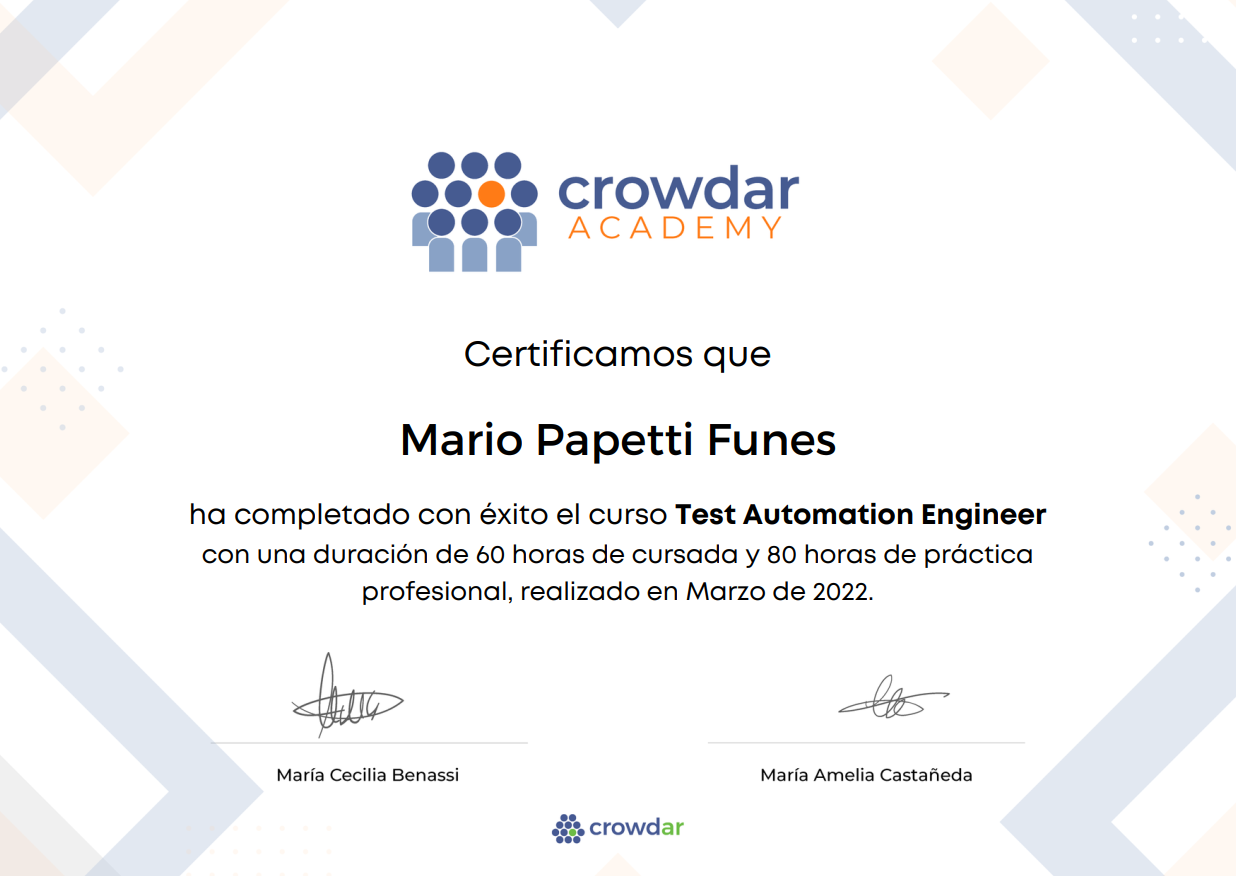 crowdar
ACADEMY
Certificamos que
Mario Papetti Funes
ha completado con éxito el curso Test Automation Engineer
con una duración de 60 horas de cursada y 80 horas de práctica
profesional, realizado en Marzo de 2022.
María Cecilia Benassi
María Amelia Castañeda
crowdar